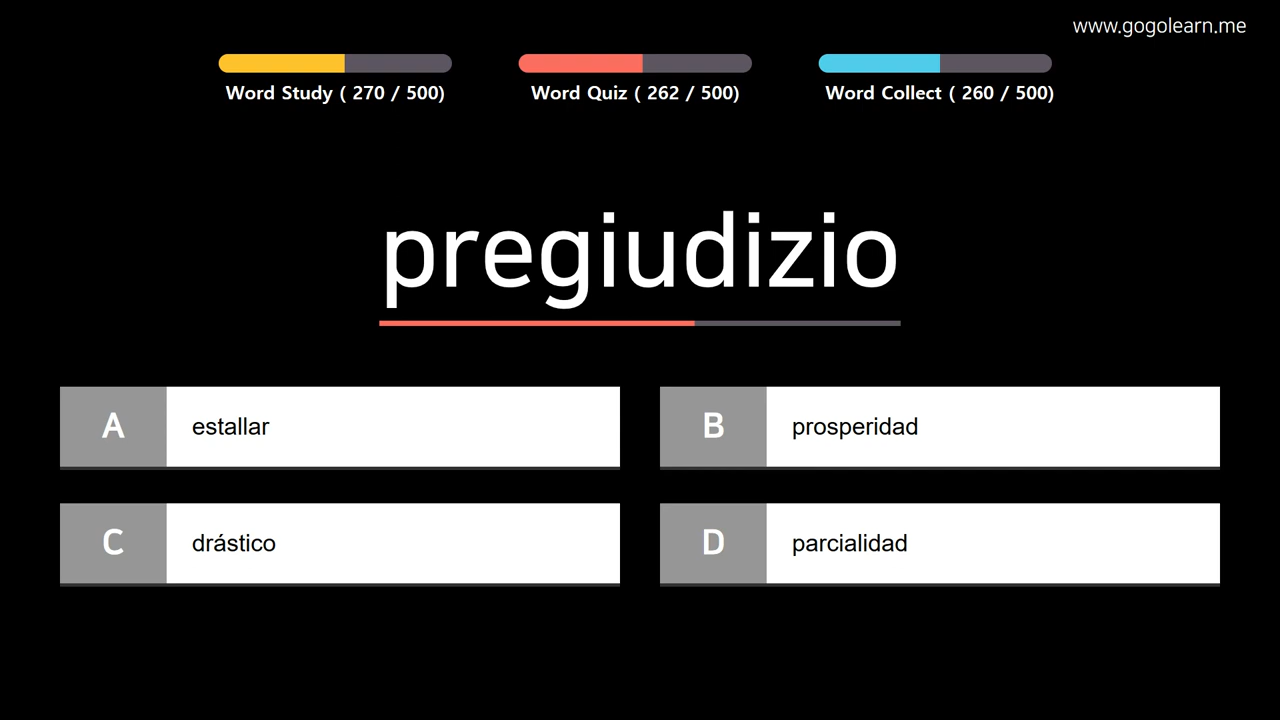 www.gogolearn.me
Word Study ( 270 / 500)
Word Quiz ( 262 / 500)
Word Collect ( 260 / 500)
pregiudizio
A estallar
B prosperidad
C drástico
D parcialidad